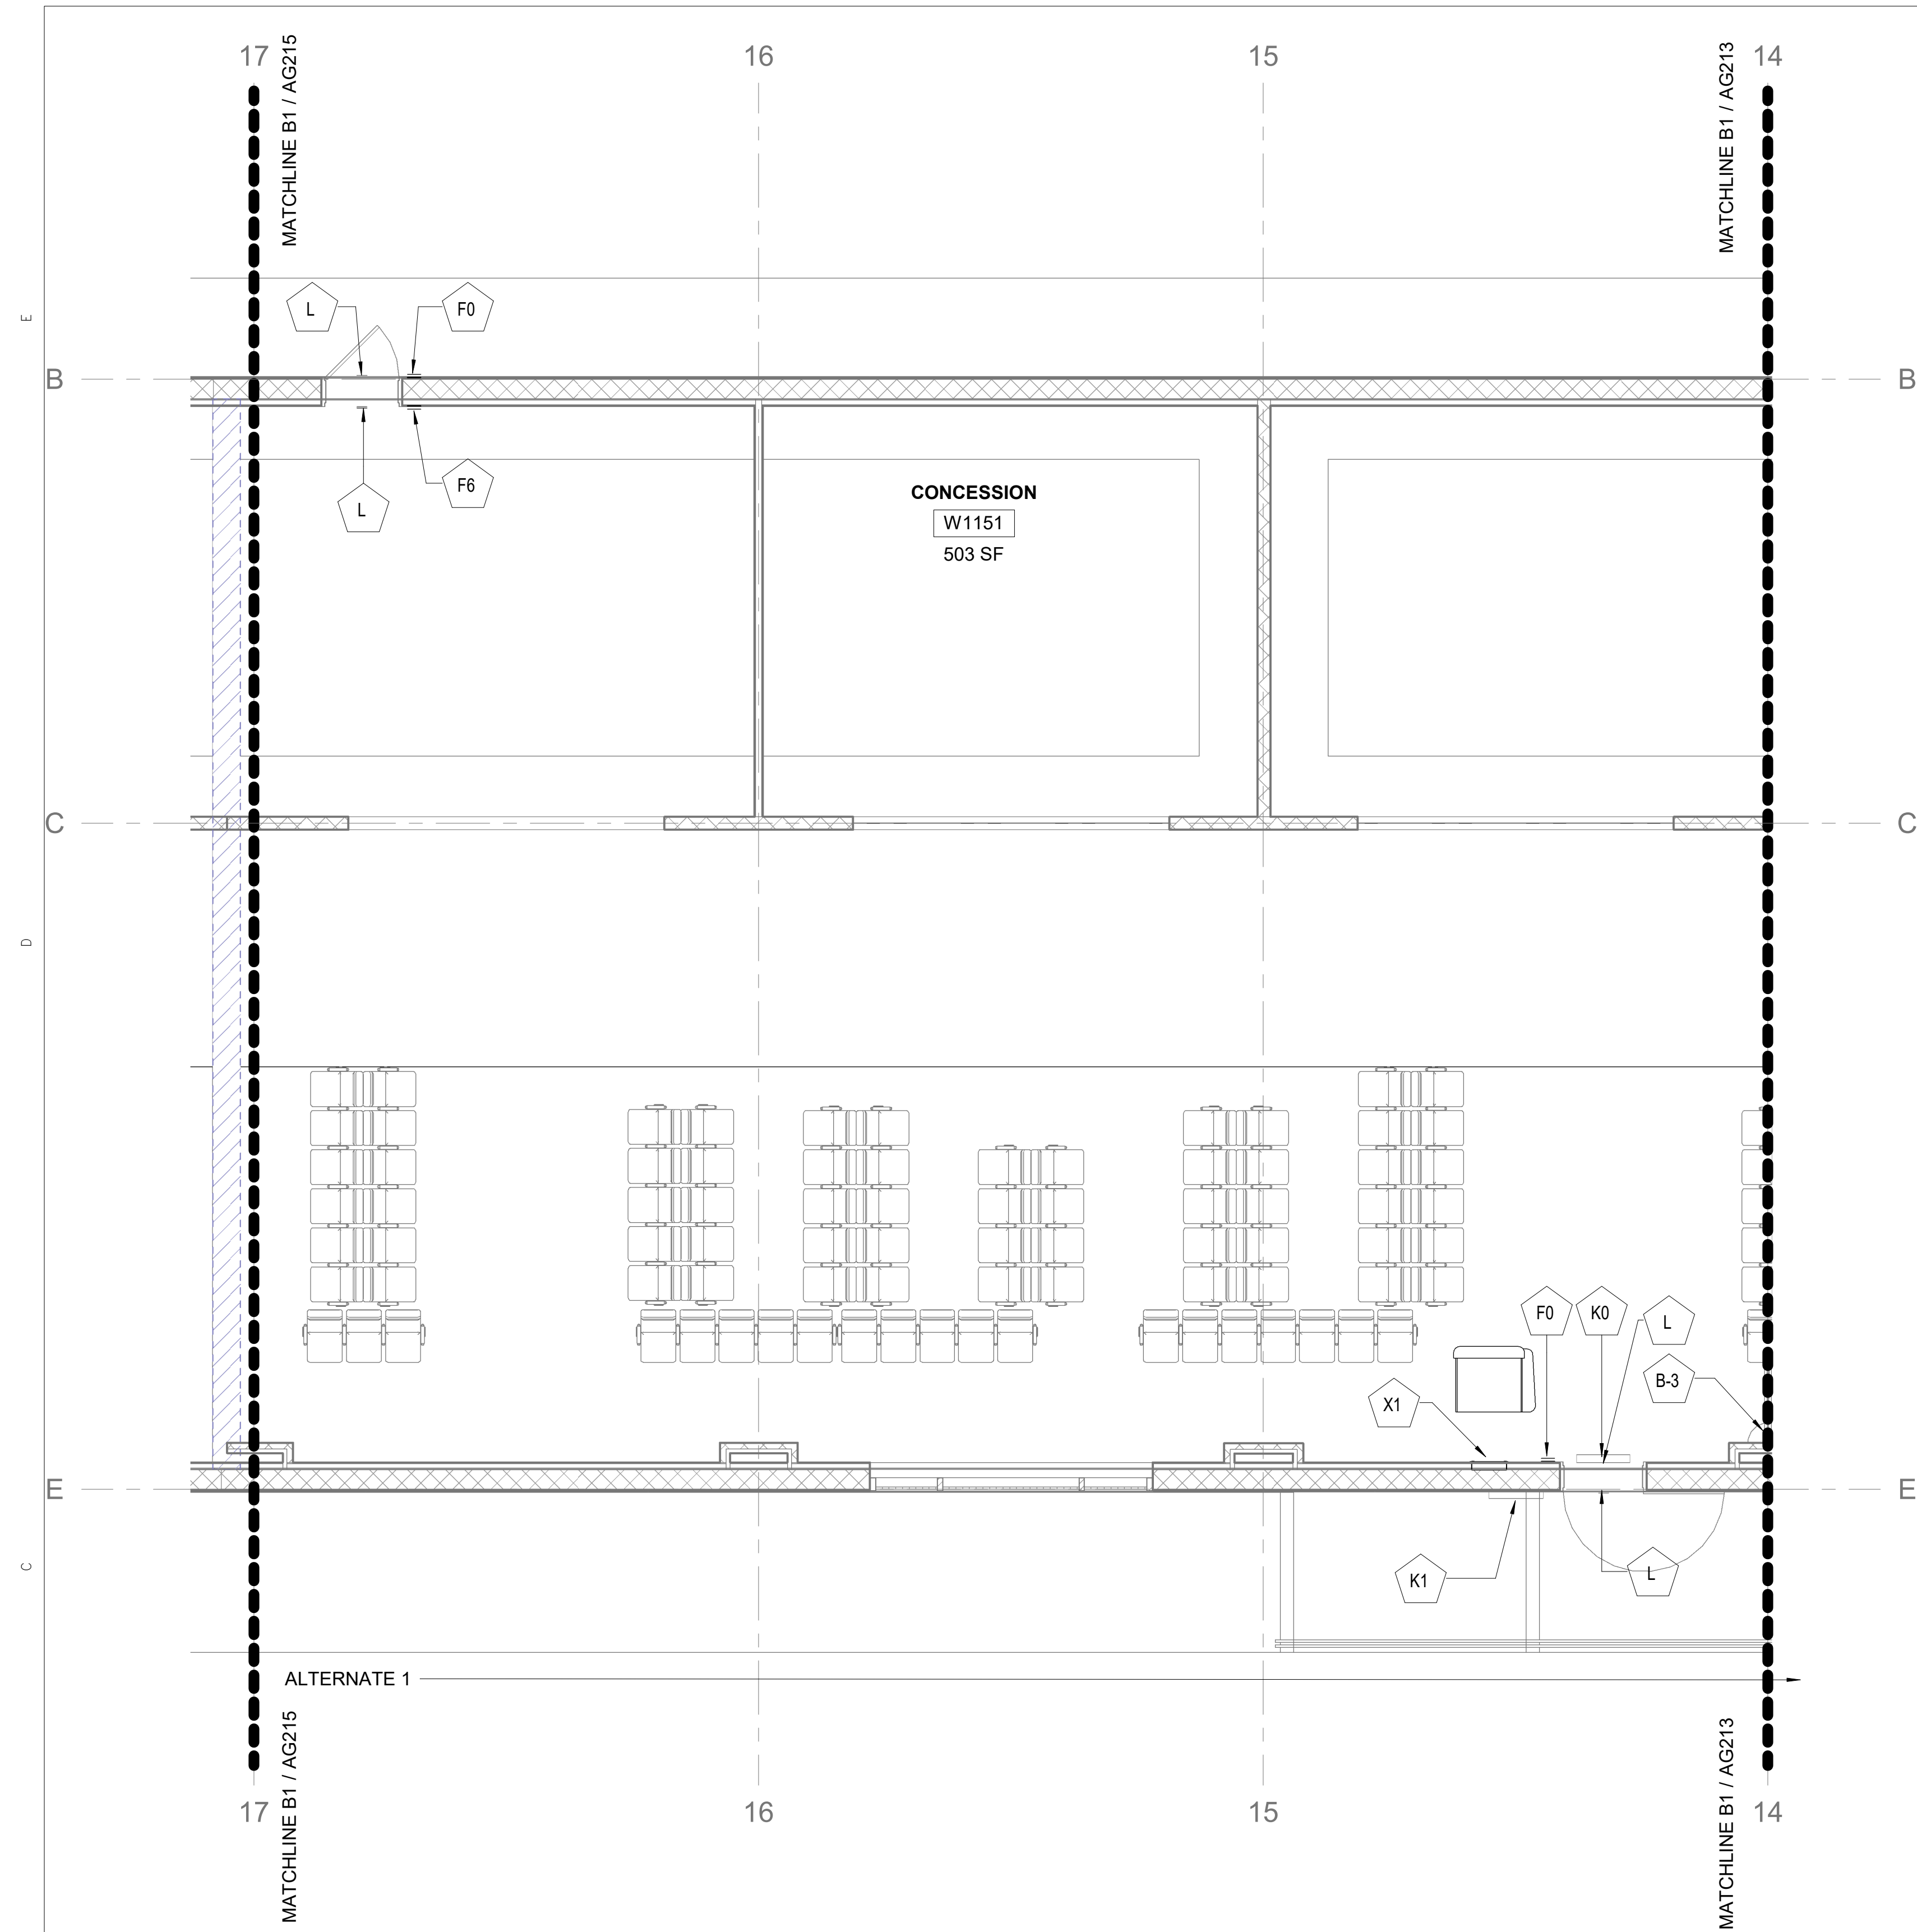 17
16
15
14
MATCHLINE B1 / AG215
MATCHLINE B1 / AG213
E
L
F0
B
B
L
F6
CONCESSION
W1151
503 SF
C
C
D
F0
K0
L
B-3
X1
E
E
C
K1
L
ALTERNATE 1
MATCHLINE B1 / AG215
MATCHLINE B1 / AG213
17
16
15
14